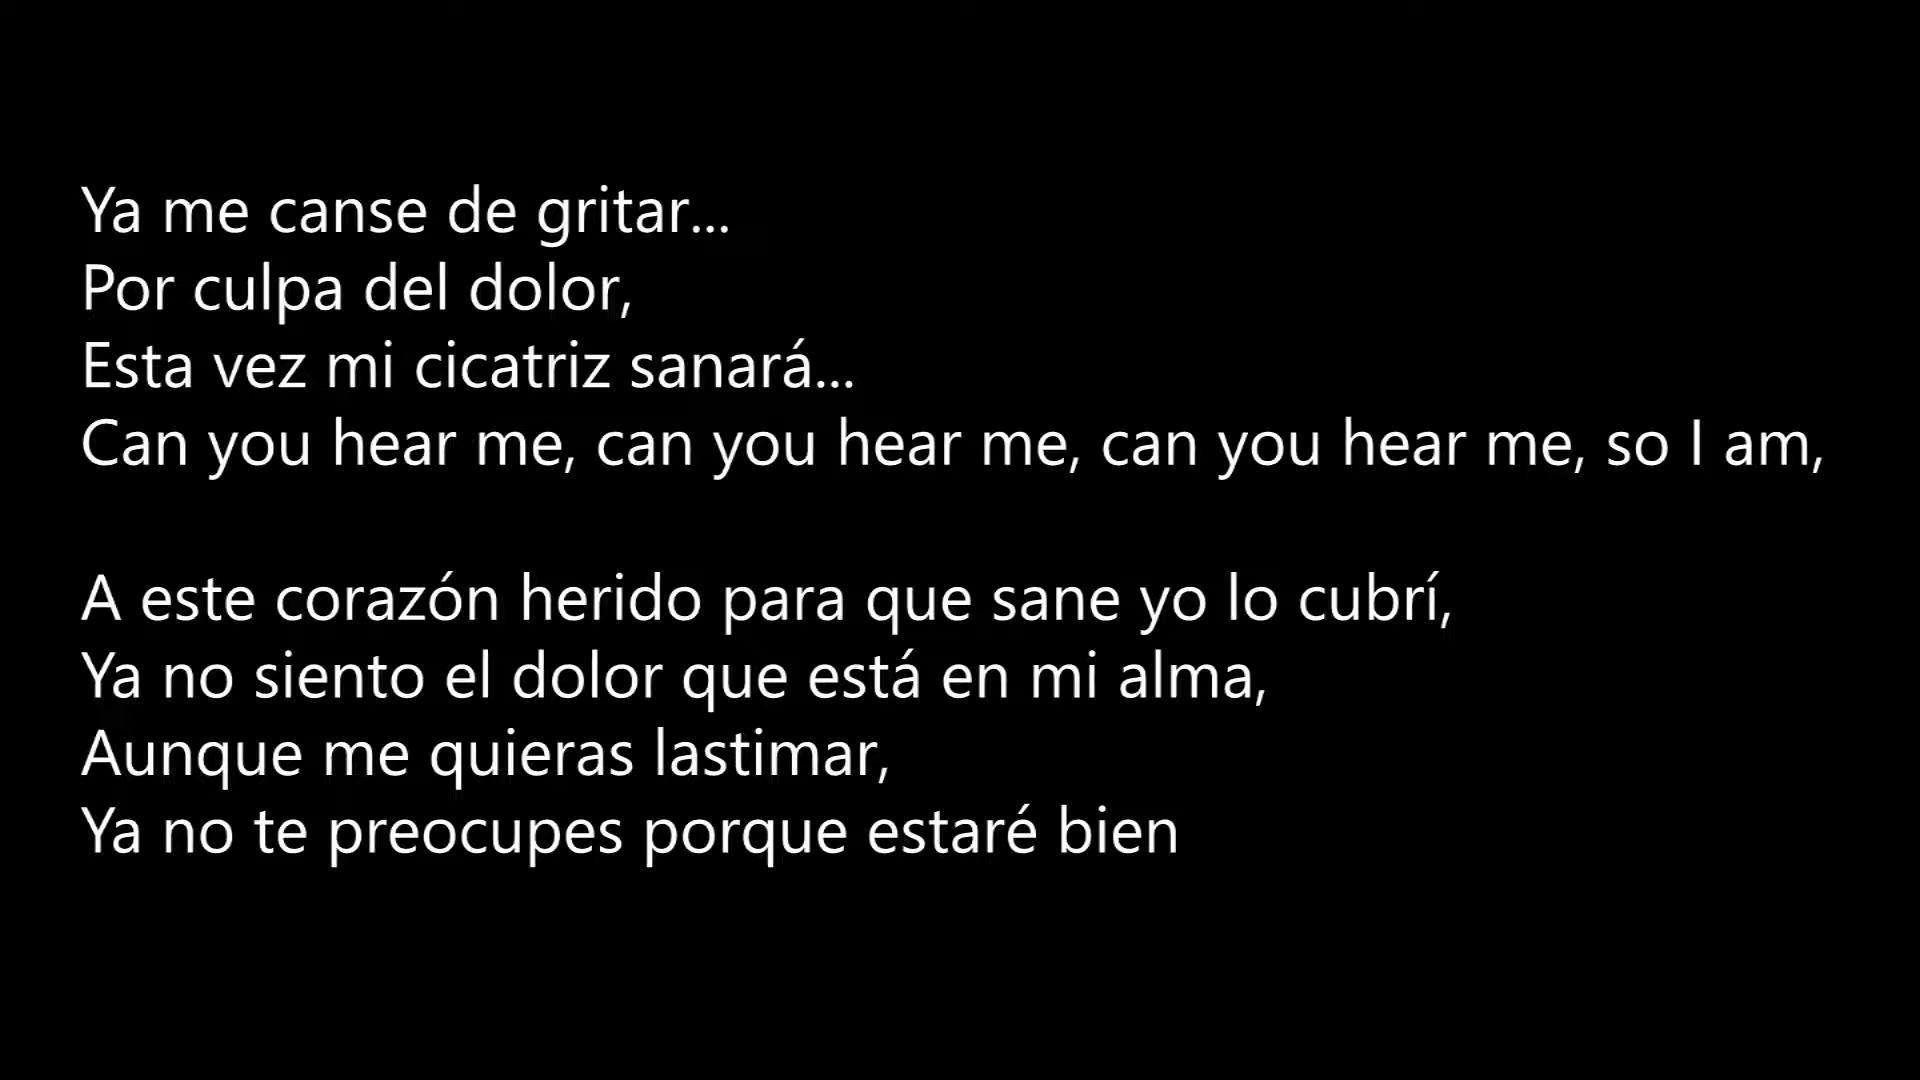 Ya me canse de gritar...
Por culpa del dolor,
Esta vez mi cicatriz sanará...
Can you hear me, can you hear me, can you hear me, so I am,
A este corazón herido para que sane yo lo cubrí,
Ya no siento el dolor que está en mi alma,
Aunque me quieras lastimar,
Ya no te preocupes porque estaré bien